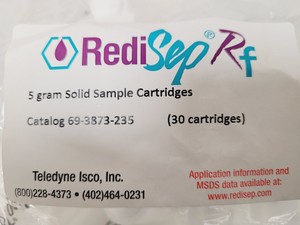 RediSep® Rf
5 gram Solid Sample Cartridges
Catalog 69-3873-235 (30 cartridges)
Teledyne Isco, Inc.
(800)228-4373 • (402)464-0231
Application information and
MSDS data available at:
www.redisep.com